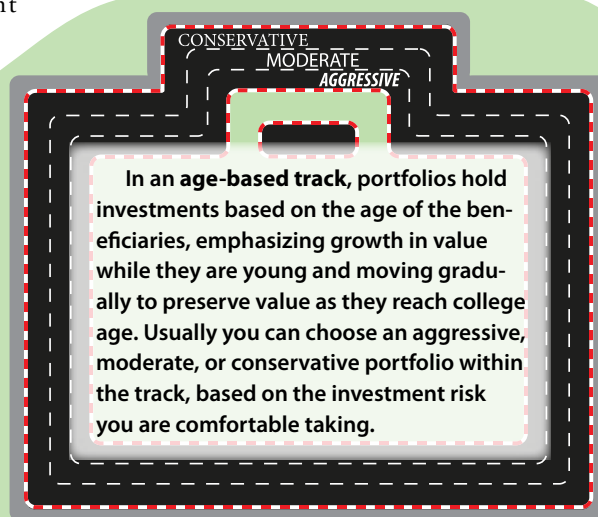 nt
CONSERVATIVE
MODERATE
AGGRESSIVE
In an age-based track, portfolios hold
investments based on the age of the ben-
eficiaries, emphasizing growth in value
while they are young and moving gradu-
ally to preserve value as they reach college
age. Usually you can choose an aggressive,
moderate, or conservative portfolio within
the track, based on the investment risk
you are comfortable taking.